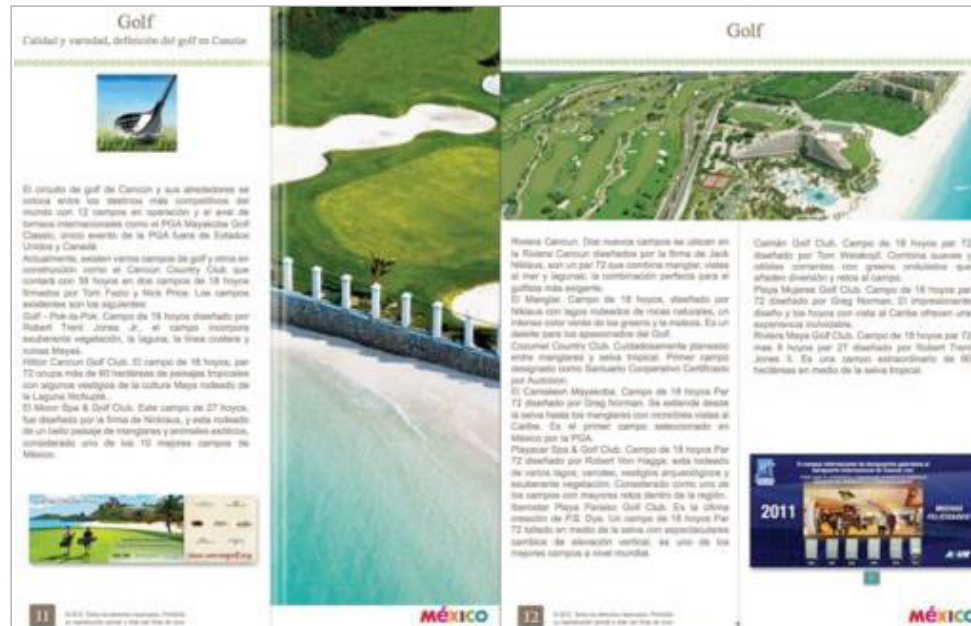 Golf
Calidad y variedad, definición del golf en Cancún
El circuito de golf de Cancún y sus alrededores se
coloca entre los destinos más competitivos del
mundo con 12 campos en operación y el aval de
torneos internacionales como el PGA Mayakoba Golf
Classic, único evento de la PGA fuera de Estados
Unidos y Canadá.
Actualmente, existen varios campos de golf y otros en
construcción como el Cancún Country Club que
contará con 36 hoyos en dos campos de 18 hoyos
firmados por Tom Fazio y Nick Price. Los campos
existentes son los siguientes:
Golf - Pok-ta-Pok. Campo de 18 hoyos diseñado por
Robert Trent Jones Jr., el campo incorpora
exuberante vegetación, la laguna, la línea costera y
ruinas Mayas.
Hilton Cancun Golf Club. El campo de 18 hoyos, par
72 ocupa más de 60 hectáreas de paisajes tropicales
con algunos vestigios de la cultura Maya rodeado de
la Laguna Nichupté.
El Moon Spa & Golf Club. Este campo de 27 hoyos,
fue diseñado por la firma de Nicklaus, y esta rodeado
de un bello paisaje de manglares y animales exóticos,
considerado uno de los 10 mejores campos de
México.
11
méxico
Golf
Riviera Cancun. Dos nuevos campos se ubican en
la Riviera Cancun diseñados por la firma de Jack
Niklaus, son un par 72 que combina manglar, vistas
al mar y lagunas, la combinación perfecta para el
golfista más exigente.
El Manglar. Campo de 18 hoyos, diseñado por
Niklaus con lagos rodeados de rocas naturales, un
intenso color verde de los greens y la maleza. Es un
deleite para los apasionados del Golf.
Cozumel Country Club. Cuidadosamente planeado
entre manglares y selva tropical. Primer campo
designado como Santuario Cooperativo Certificado
por Audobon.
El Camaleon Mayakoba. Campo de 18 hoyos Par
72 diseñado por Greg Norman. Se extiende desde
la selva hasta los manglares con increíbles vistas al
Caribe. Es el primer campo seleccionado en
México por la PGA.
Playacar Spa & Golf Club. Campo de 18 hoyos Par
72 diseñado por Robert Von Hagge, esta rodeado
de varios lagos, cenotes, vestigios arqueológicos y
exuberante vegetación. Considerado como uno de
los campos con mayores retos dentro de la región.
Iberostar Playa Paraiso Golf Club. Es la última
creación de P.B. Dye. Un campo de 18 hoyos Par
72 tallado en medio de la selva con espectaculares
cambios de elevación vertical, es uno de los
mejores campos a nivel mundial.
Gamán Golf Club. Campo de 18 hoyos par 72
diseñado por Tom Weiskopf. Combina suaves y
corrientes con greens ondulados que
añaden diversión y retos al campo.
Playa Mujeres Golf Club. Campo de 18 hoyos par
72 diseñado por Greg Norman. El impresionante
diseño y los hoyos con vista al Caribe ofrecen una
experiencia inolvidable.
Riviera Maya Golf Club. Campo de 18 hoyos par 72
mas 9 hoyos par 27 diseñado por Robert Trent
Jones II. Es una campo extraordinario de
hectáreas en medio de la selva tropical.
2011
12
méxico